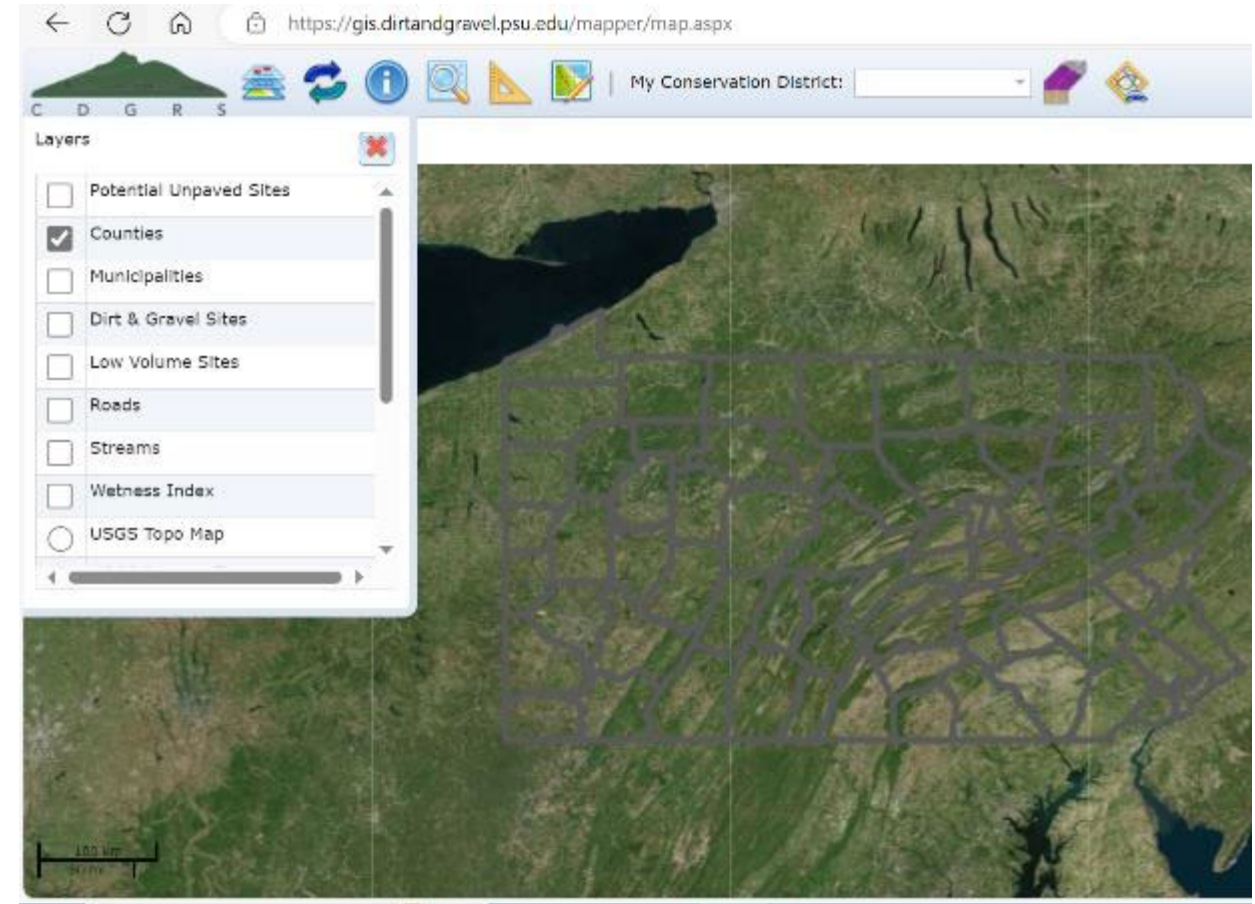 https://gis.dirtandgravel.psu.edu/mapper/map.aspx
C D G R S
My Conservation District:
Layers
Potential Unpaved Sites
Counties
Municipalities
Dirt & Gravel Sites
Low Volume Sites
Roads
Streams
Wetness Index
USGS Topo Map
100 km